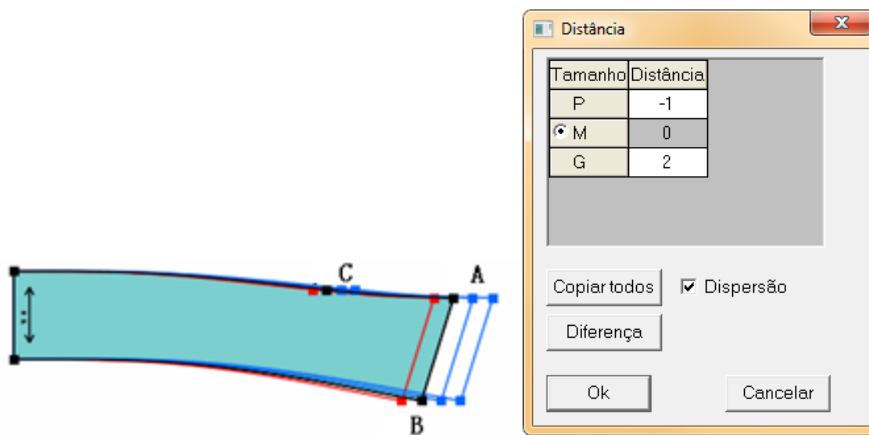 C
A
B
Distância
Tamanho Distância
P -1
M 0
G 2
Copiar todos Dispersão
Diferença
Ok Cancelar